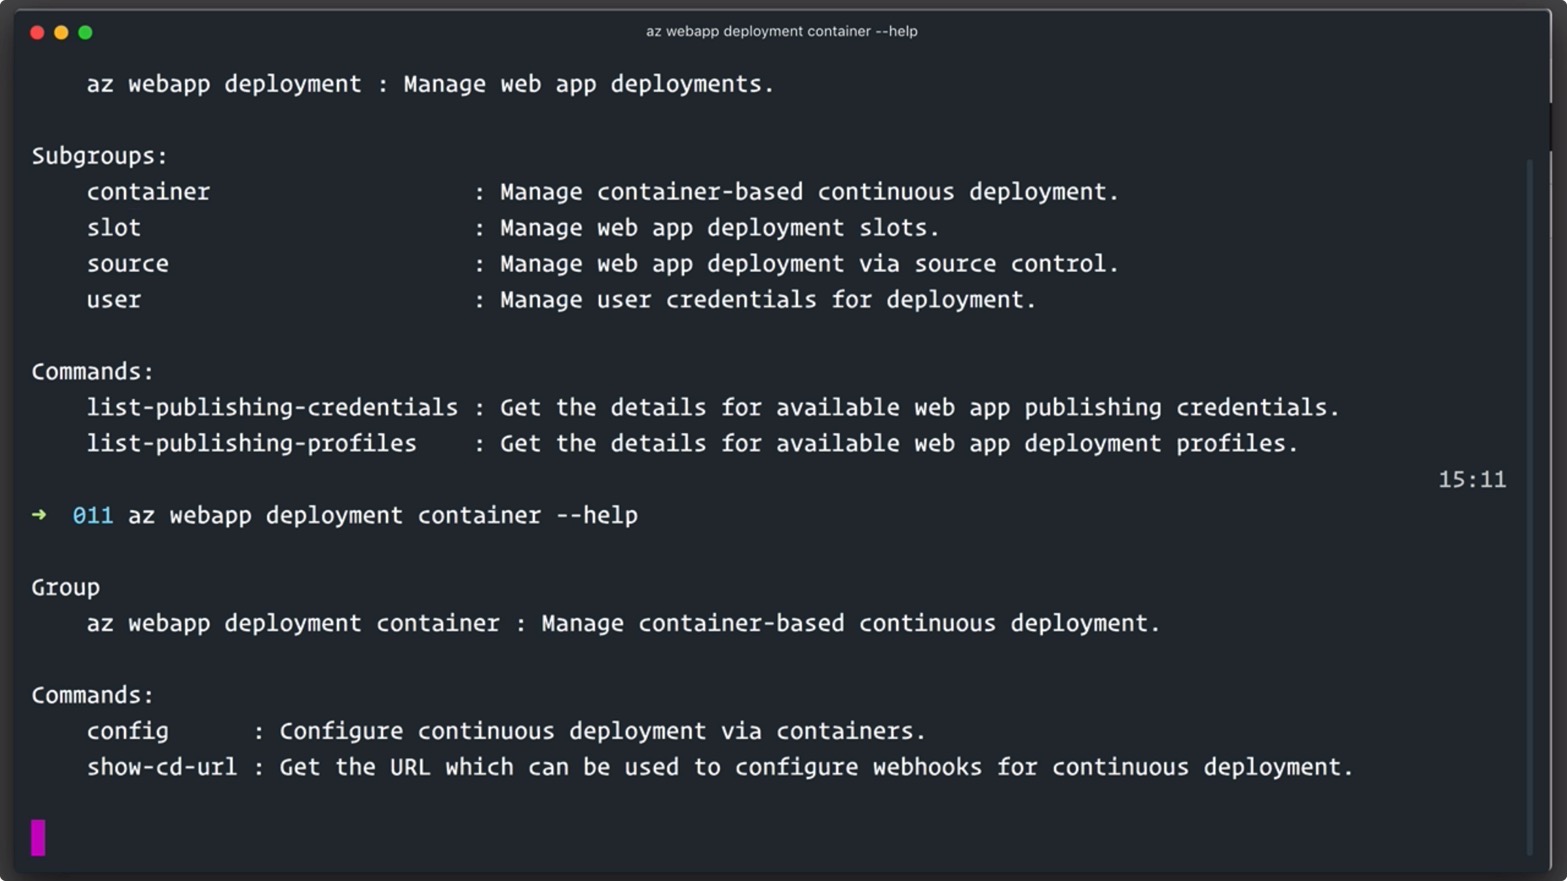 az webapp deployment container --help
az webapp deployment : Manage web app deployments.
Subgroups:
container : Manage container-based continuous deployment.
slot : Manage web app deployment slots.
source : Manage web app deployment via source control.
user : Manage user credentials for deployment.
Commands:
list-publishing-credentials : Get the details for available web app publishing credentials.
list-publishing-profiles : Get the details for available web app deployment profiles.
15:11
➜ 011 az webapp deployment container --help
Group
az webapp deployment container : Manage container-based continuous deployment.
Commands:
config : Configure continuous deployment via containers.
show-cd-url : Get the URL which can be used to configure webhooks for continuous deployment.